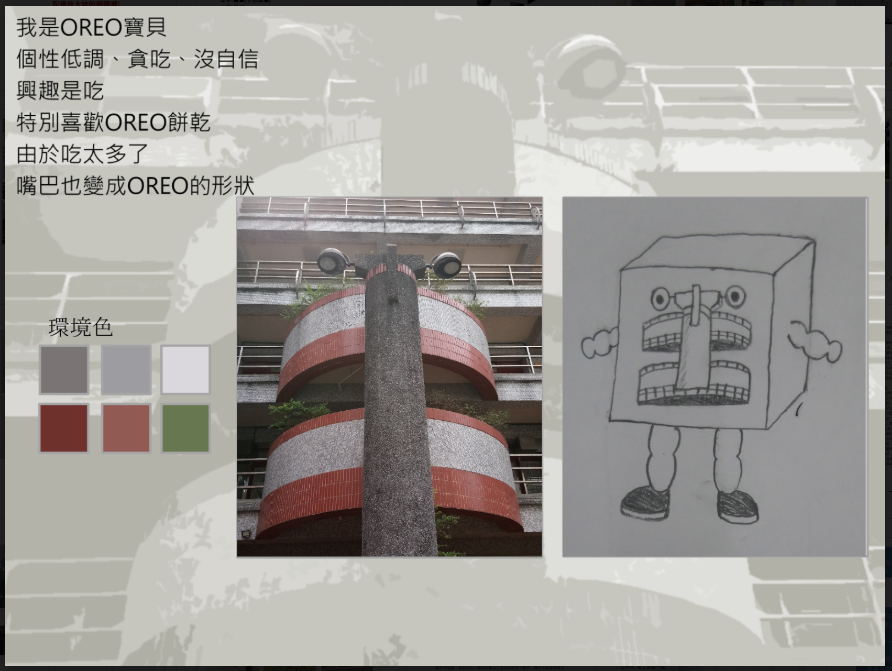 我是OREO寶貝
個性低調、貪吃、沒自信
興趣是吃
特別喜歡OREO餅乾
由於吃太多了
嘴巴也變成OREO的形狀
環境色